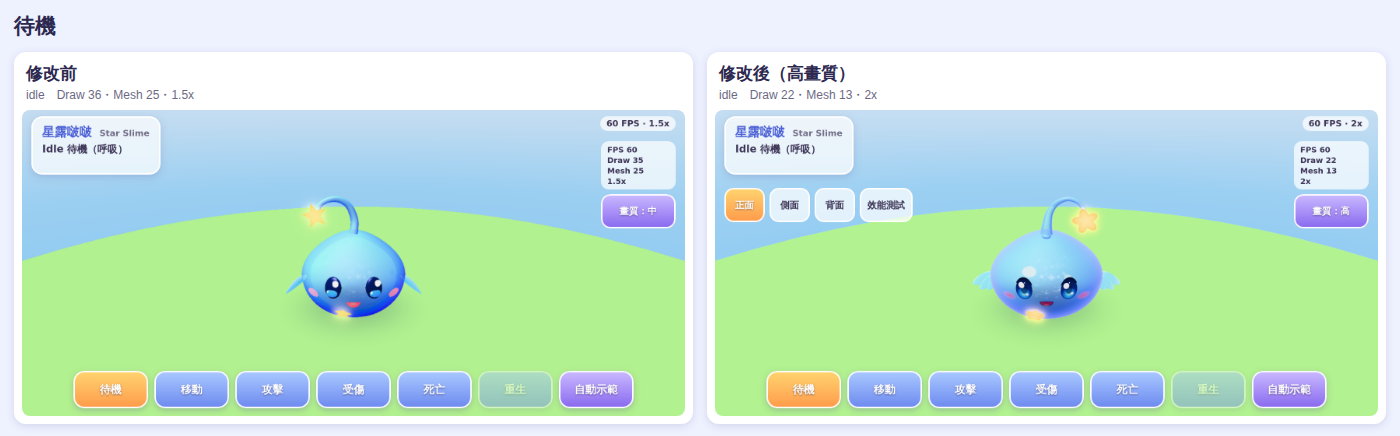 待機
修改前
idle Draw 36・Mesh 25・1.5x
星露啵啵 Star Slime
Idle 待機（呼吸）
60 FPS · 1.5x
FPS 60
Draw 35
Mesh 25
1.5x
畫質：中
待機 移動 攻擊 受傷 死亡 重生 自動示範
修改後（高畫質）
idle Draw 22・Mesh 13・2x
星露啵啵 Star Slime
Idle 待機（呼吸）
60 FPS · 2x
FPS 60
Draw 22
Mesh 13
2x
正面 側面 背面 效能測試
畫質：高
待機 移動 攻擊 受傷 死亡 重生 自動示範